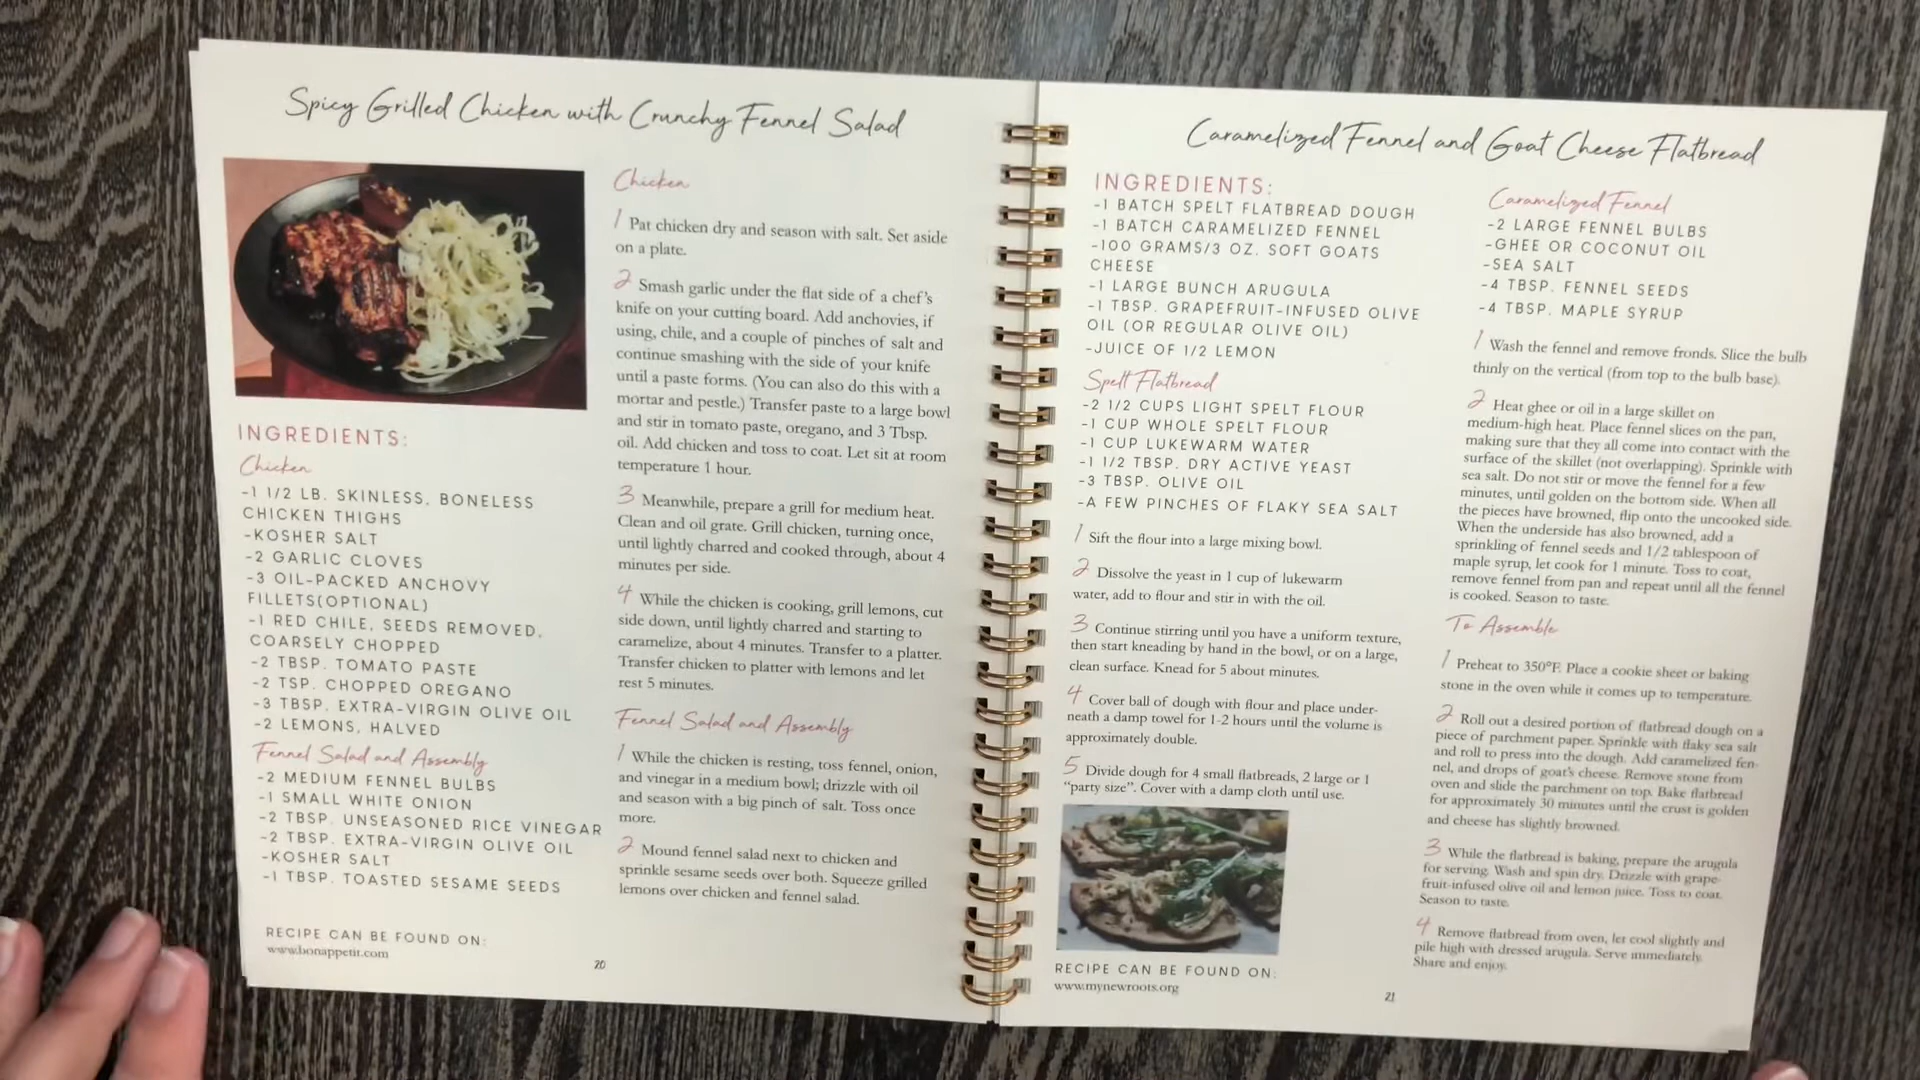 Spicy Grilled Chicken with Crunchy Fennel Salad
INGREDIENTS:
Chicken
-1 1/2 LB. SKINLESS, BONELESS
CHICKEN THIGHS
-KOSHER SALT
-2 GARLIC CLOVES
-3 OIL-PACKED ANCHOVY
FILLETS(OPTIONAL)
-1 RED CHILE, SEEDS REMOVED,
COARSELY CHOPPED
-2 TBSP. TOMATO PASTE
-2 TSP. CHOPPED OREGANO
-3 TBSP. EXTRA-VIRGIN OLIVE OIL
-2 LEMONS, HALVED
Fennel Salad and Assembly
-2 MEDIUM FENNEL BULBS
-1 SMALL WHITE ONION
-2 TBSP. UNSEASONED RICE VINEGAR
-2 TBSP. EXTRA-VIRGIN OLIVE OIL
-KOSHER SALT
-1 TBSP. TOASTED SESAME SEEDS
RECIPE CAN BE FOUND ON:
www.bonappetit.com
Chicken
1 Pat chicken dry and season with salt. Set aside
on a plate.
2 Smash garlic under the flat side of a chef's
knife on your cutting board. Add anchovies, if
using, chile, and a couple of pinches of salt and
continue smashing with the side of your knife
until a paste forms. (You can also do this with a
mortar and pestle.) Transfer paste to a large bowl
and stir in tomato paste, oregano, and 3 Tbsp.
oil. Add chicken and toss to coat. Let sit at room
temperature 1 hour.
3 Meanwhile, prepare a grill for medium heat.
Clean and oil grate. Grill chicken, turning once,
until lightly charred and cooked through, about 4
minutes per side.
4 While the chicken is cooking, grill lemons, cut
side down, until lightly charred and starting to
caramelize, about 4 minutes. Transfer to a platter.
Transfer chicken to platter with lemons and let
rest 5 minutes.
Fennel Salad and Assembly
1 While the chicken is resting, toss fennel, onion,
and vinegar in a medium bowl; drizzle with oil
and season with a big pinch of salt. Toss once
more.
2 Mound fennel salad next to chicken and
sprinkle sesame seeds over both. Squeeze grilled
lemons over chicken and fennel salad.
20
Caramelized Fennel and Goat Cheese Flatbread
INGREDIENTS:
-1 BATCH SPELT FLATBREAD DOUGH
-1 BATCH CARAMELIZED FENNEL
-100 GRAMS/3 OZ. SOFT GOATS
CHEESE
-1 LARGE BUNCH ARUGULA
-1 TBSP. GRAPEFRUIT-INFUSED OLIVE
OIL (OR REGULAR OLIVE OIL)
-JUICE OF 1/2 LEMON
Spelt Flatbread
-2 1/2 CUPS LIGHT SPELT FLOUR
-1 CUP WHOLE SPELT FLOUR
-1 CUP LUKEWARM WATER
-1 1/2 TBSP. DRY ACTIVE YEAST
-3 TBSP. OLIVE OIL
-A FEW PINCHES OF FLAKY SEA SALT
1 Sift the flour into a large mixing bowl.
2 Dissolve the yeast in 1 cup of lukewarm
water, add to flour and stir in with the oil.
3 Continue stirring until you have a uniform texture,
then start kneading by hand in the bowl, or on a large,
clean surface. Knead for 5 about minutes.
4 Cover ball of dough with flour and place under-
neath a damp towel for 1-2 hours until the volume is
approximately double.
5 Divide dough for 4 small flatbreads, 2 large or 1
"party size". Cover with a damp cloth until use.
RECIPE CAN BE FOUND ON:
www.mynewroots.org
Caramelized Fennel
-2 LARGE FENNEL BULBS
-GHEE OR COCONUT OIL
-SEA SALT
-4 TBSP. FENNEL SEEDS
-4 TBSP. MAPLE SYRUP
1 Wash the fennel and remove fronds. Slice the bulb
thinly on the vertical (from top to the bulb base).
2 Heat ghee or oil in a large skillet on
medium-high heat. Place fennel slices on the pan,
making sure that they all come into contact with the
surface of the skillet (not overlapping). Sprinkle with
sea salt. Do not stir or move the fennel for a few
minutes, until golden on the bottom side. When all
the pieces have browned, flip onto the uncooked side.
When the underside has also browned, add a
sprinkling of fennel seeds and 1/2 tablespoon of
maple syrup, let cook for 1 minute. Toss to coat,
remove fennel from pan and repeat until all the fennel
is cooked. Season to taste.
To Assemble
1 Preheat to 350°F. Place a cookie sheet or baking
stone in the oven while it comes up to temperature.
2 Roll out a desired portion of flatbread dough on a
piece of parchment paper. Sprinkle with flaky sea salt
and roll to press into the dough. Add caramelized fen-
nel, and drops of goat's cheese. Remove stone from
oven and slide the parchment on top. Bake flatbread
for approximately 30 minutes until the crust is golden
and cheese has slightly browned.
3 While the flatbread is baking, prepare the arugula
for serving. Wash and spin dry. Drizzle with grape-
fruit-infused olive oil and lemon juice. Toss to coat.
Season to taste.
4 Remove flatbread from oven, let cool slightly and
pile high with dressed arugula. Serve immediately.
Share and enjoy.
21